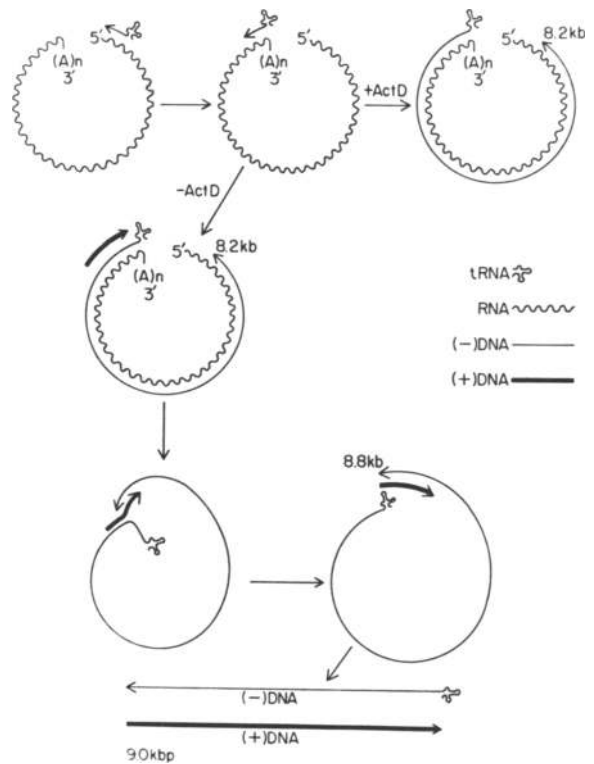 5′
(A)n
3′
5′
(A)n
3′
+ActD
5′
(A)n
3′
8.2kb
-ActD
5′
8.2kb
(A)n
3′
tRNA
RNA
(-)DNA
(+)DNA
8.8kb
(-)DNA
(+)DNA
9.0kbp